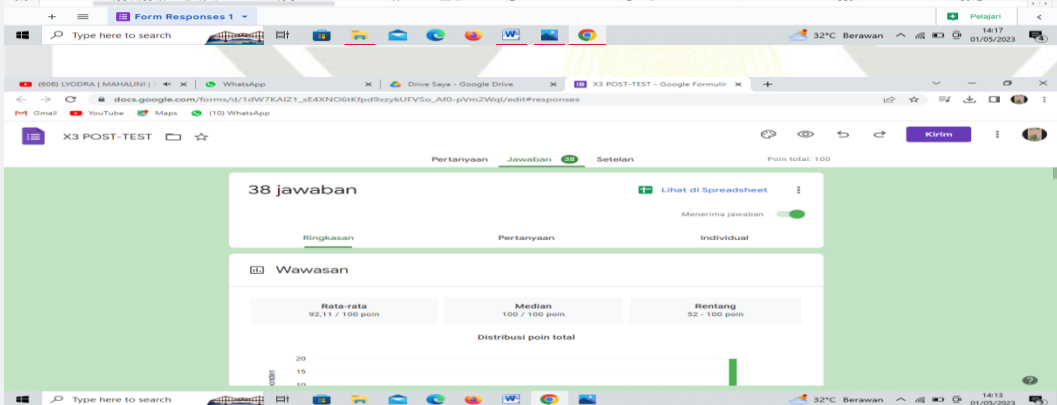 Form Responses 1
Pelajari
Type here to search
32°C Berawan
14:17
01/05/2023
(608) LYODRA | MAHALINI |
WhatsApp
Drive Saya - Google Drive
X3 POST-TEST - Google Formulir
docs.google.com/forms/d/1dW7KAIZ1_sE4XNO6tKfpd9xzykUFVSo_Af0-pVm2WqI/edit#responses
Gmail
YouTube
Maps
(10) WhatsApp
X3 POST-TEST
Kirim
Pertanyaan Jawaban 38 Setelan
Poin total: 100
38 jawaban
Lihat di Spreadsheet
Menerima jawaban
Ringkasan Pertanyaan Individual
Wawasan
Rata-rata
92,11 / 100 poin
Median
100 / 100 poin
Rentang
52 - 100 poin
Distribusi poin total
20
15
10
Type here to search
32°C Berawan
14:13
01/05/2023